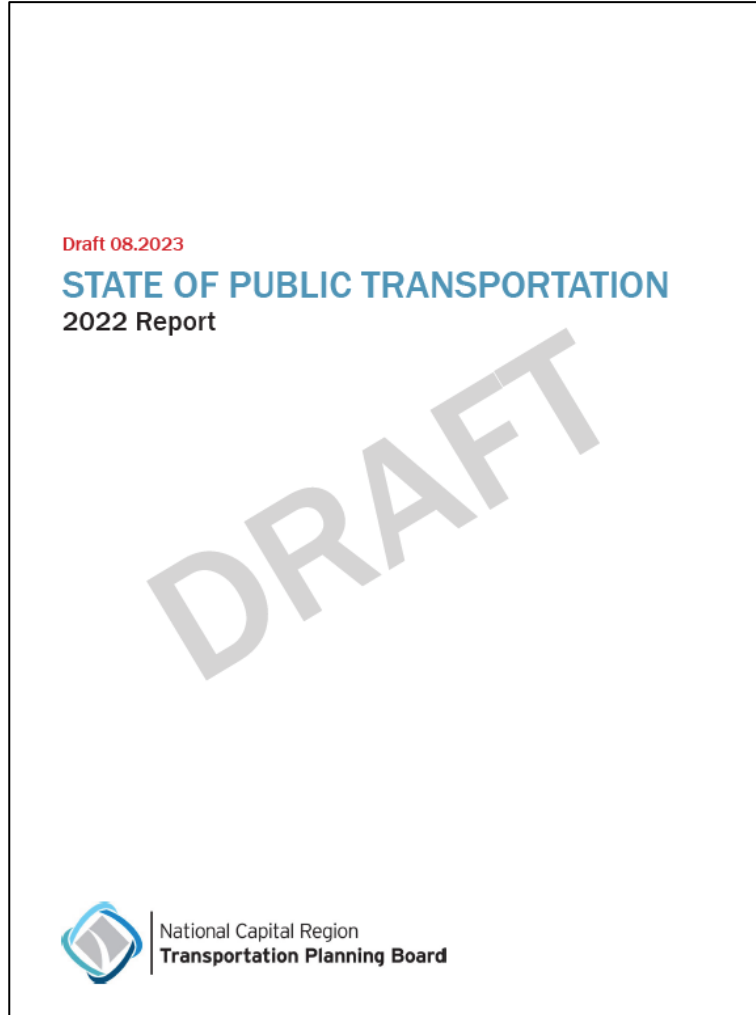 Draft 08.2023
STATE OF PUBLIC TRANSPORTATION
2022 Report
DRAFT
National Capital Region
Transportation Planning Board